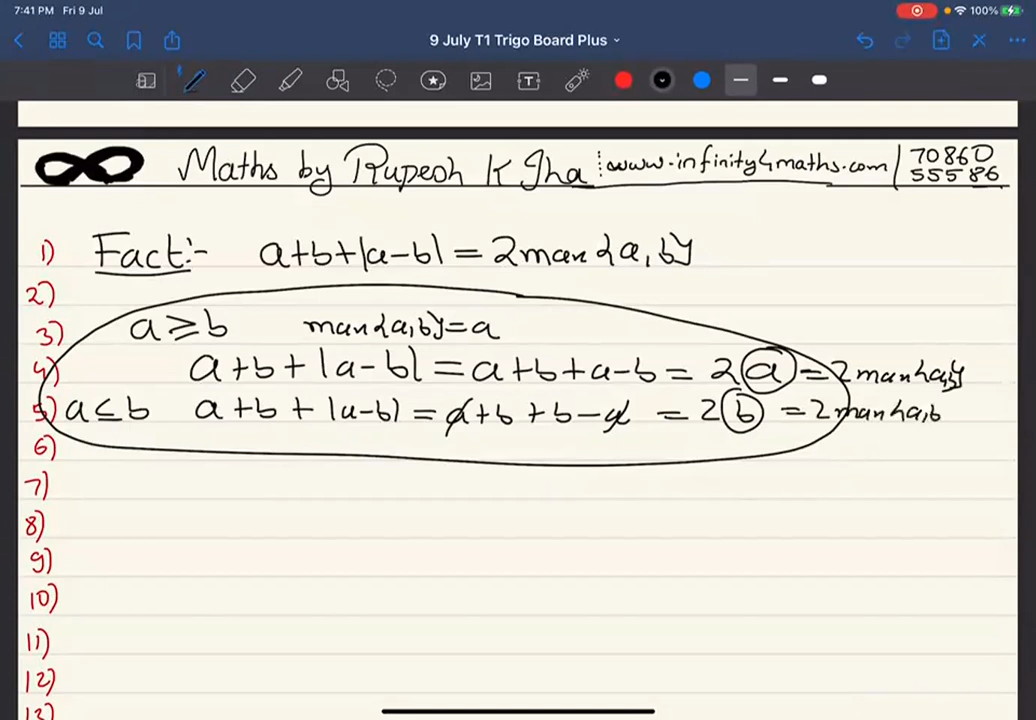 7:41 PM Fri 9 Jul
100%
9 July T1 Trigo Board Plus
Maths by Rupesh K Jha www.infinity4maths.com / 70860 55586
1) Fact:- a+b+|a-b| = 2max{a,b}
2)
3) a≥b max{a,b}=a
4) a+b+|a-b| = a+b+a-b = 2a = 2max{a,b}
5) a≤b a+b+|a-b| = a+b+b-a = 2b = 2max{a,b
6)
7)
8)
9)
10)
11)
12)
13)